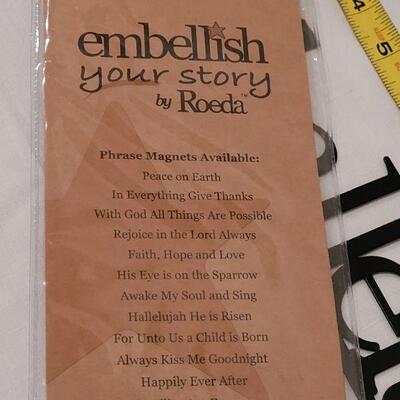 embellish
your story
by Roeda™
Phrase Magnets Available:
Peace on Earth
In Everything Give Thanks
With God All Things Are Possible
Rejoice in the Lord Always
Faith, Hope and Love
His Eye is on the Sparrow
Awake My Soul and Sing
Hallelujah He is Risen
For Unto Us a Child is Born
Always Kiss Me Goodnight
Happily Ever After
4
5